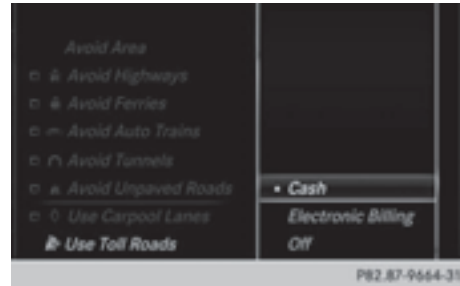 Avoid Area
Avoid Highways
Avoid Ferries
Avoid Auto Trains
Avoid Tunnels
Avoid Unpaved Roads
Use Carpool Lanes
Use Toll Roads
Cash
Electronic Billing
Off
P82.87-9664-31